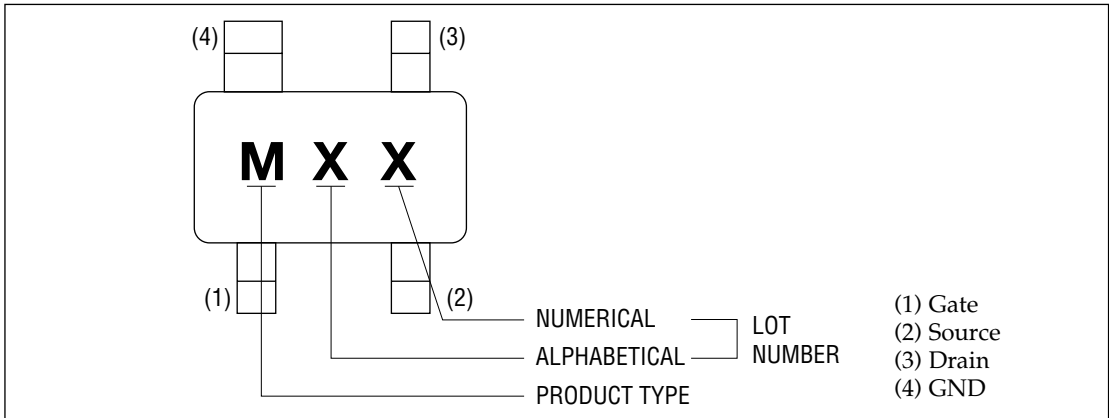 (4)
(3)
M X X
(1)
(2)
NUMERICAL
ALPHABETICAL
LOT
NUMBER
PRODUCT TYPE
(1) Gate
(2) Source
(3) Drain
(4) GND